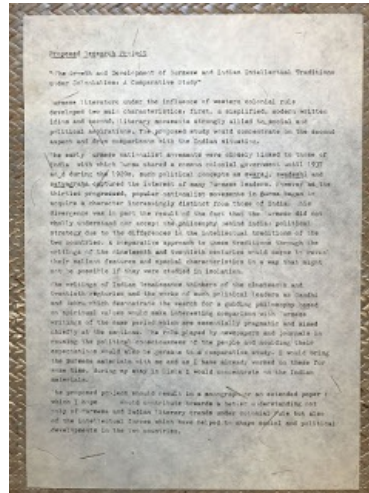 Proposed Research Project
"The Growth and Development of Burmese and Indian Intellectual Traditions
under Colonialism: A Comparative Study"
Burmese literature under the influence of western colonial rule
developed two main characteristics: first, a simplified, modern written
idiom and second, literary movements strongly allied to social and
political aspirations. The proposed study would concentrate on the second
aspect and draw comparisons with the Indian situation.
The early Burmese nationalist movements were closely linked to those of
India with which Burma shared a common colonial government until 1937
and during the 1920s, such political concepts as swaraj, swadeshi and
satyagraha captured the interest of many Burmese leaders. However as the
thirties progressed, popular nationalist movements in Burma began to
acquire a character increasingly distinct from those of India. This
divergence was in part the result of the fact that the Burmese did not
wholly understand nor accept the philosophy behind Indian political
strategy due to the differences in the intellectual traditions of the
two countries. A comparative approach to these traditions through the
writings of the nineteenth and twentieth centuries would serve to reveal
their salient features and special characteristics in a way that might
not be possible if they were studied in isolation.
The writings of Indian renaissance thinkers of the nineteenth and
twentieth centuries and the works of such political leaders as Gandhi
and Nehru which demonstrate the search for a guiding philosophy based
on spiritual values would make interesting comparison with Burmese
writings of the same period which are essentially pragmatic and aimed
chiefly at the emotions. The role played by newspapers and journals in
rousing the political consciousness of the people and moulding their
expectations would also be germane to a comparative study. I would bring
the Burmese materials with me and as I have already worked on these for
some time, during my stay in Simla I would concentrate on the Indian
materials.
The proposed project should result in a monograph or an extended paper
which I hope would contribute towards a better understanding not
only of Burmese and Indian literary trends under colonial rule but also
of the intellectual forces which have helped to shape social and political
developments in the two countries.